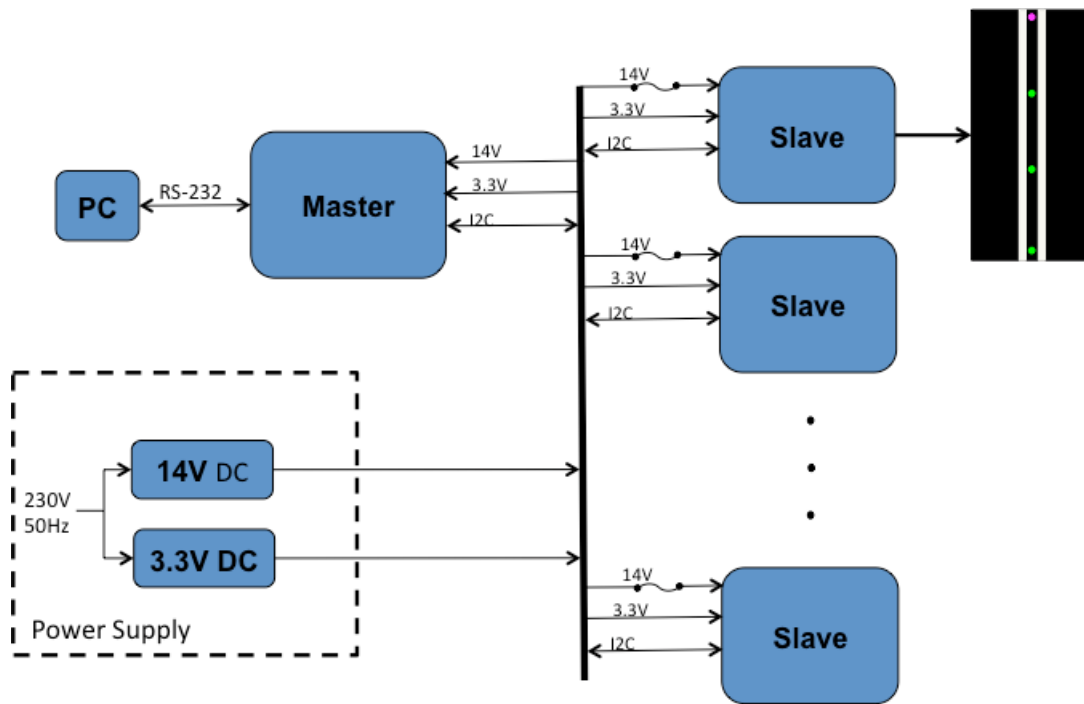 14V
3.3V
I2C
Slave
PC
RS-232
Master
14V
3.3V
I2C
14V
3.3V
I2C
Slave
230V
50Hz
14V DC
3.3V DC
Power Supply
14V
3.3V
I2C
Slave